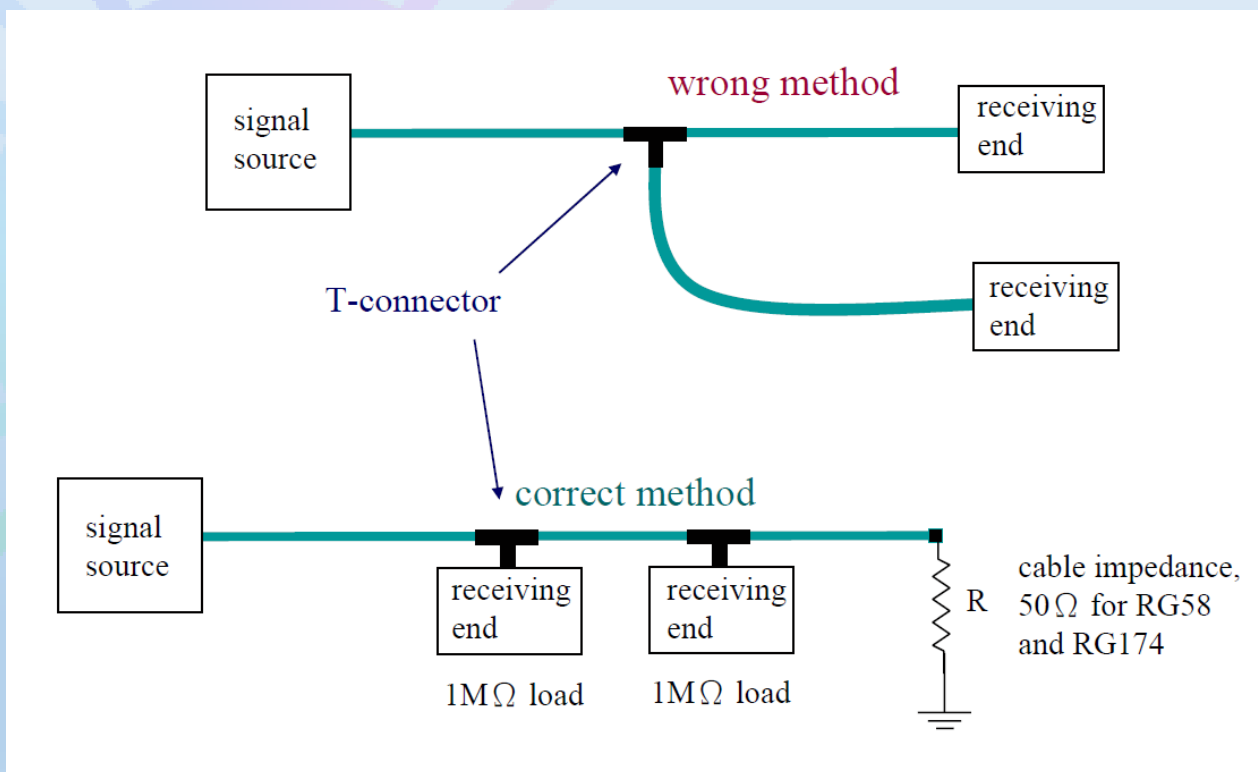 wrong method
signal
source
receiving
end
T-connector
receiving
end
correct method
signal
source
receiving
end
receiving
end
R
cable impedance,
50Ω for RG58
and RG174
1MΩ load
1MΩ load